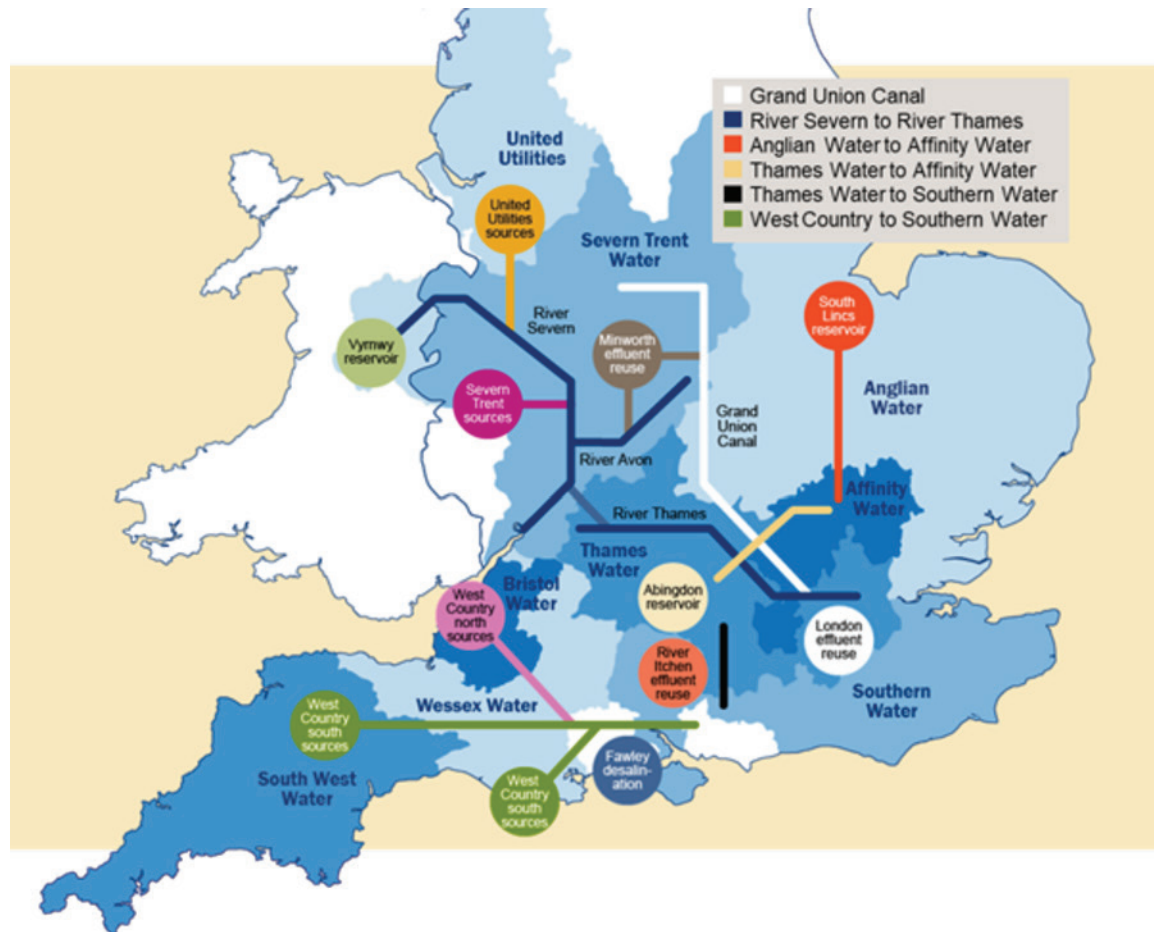 Grand Union Canal
River Severn to River Thames
Anglian Water to Affinity Water
Thames Water to Affinity Water
Thames Water to Southern Water
West Country to Southern Water
United
Utilities
United
Utilities
sources
Severn Trent
Water
River
Severn
South
Lincs
reservoir
Vyrnwy
reservoir
Minworth
effluent
reuse
Severn
Trent
sources
Anglian
Water
Grand
Union
Canal
River Avon
Affinity
Water
River Thames
Thames
Water
Bristol
Water
West
Country
north
sources
Abingdon
reservoir
London
effluent
reuse
River
Itchen
effluent
reuse
Southern
Water
Wessex Water
West
Country
south
sources
South West
Water
Fawley
desalin-
ation
West
Country
south
sources